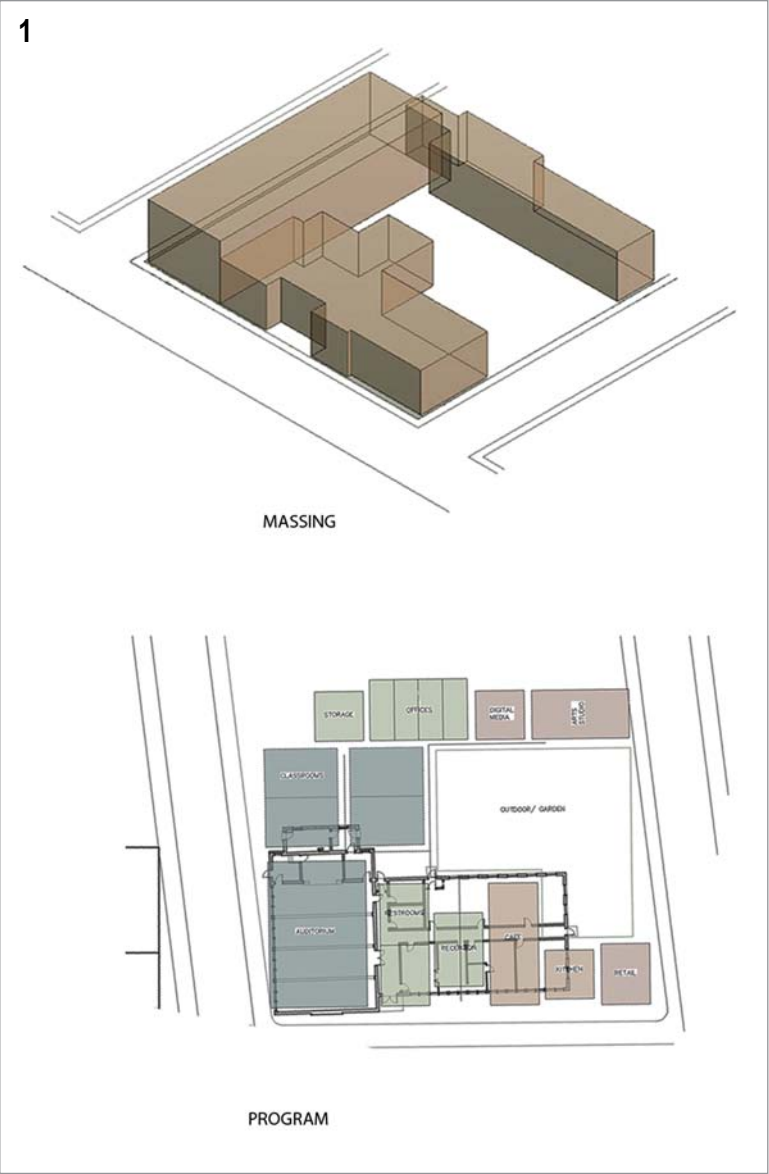 1
MASSING
STORAGE
OFFICES
DIGITAL
MEDIA
ARTS
STUDIO
CLASSROOMS
OUTDOOR/ GARDEN
RESTROOMS
AUDITORIUM
RECEPTION
CAFE
KITCHEN
RETAIL
PROGRAM